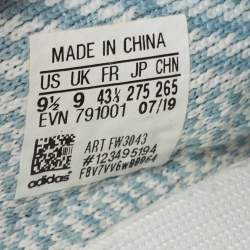 MADE IN CHINA
US UK FR JP CHN
9½ 9 43⅓ 275 265
EVN 791001 07/19
ART FW3043
#123495194
F8V7VV6W00064
adidas